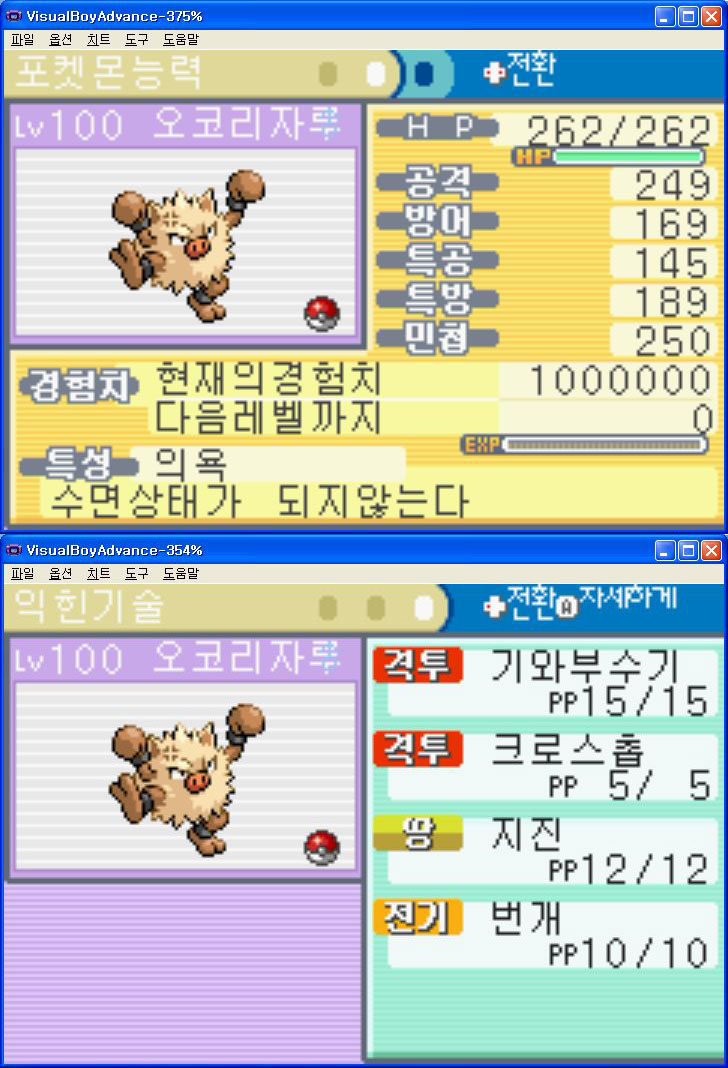 VisualBoyAdvance-375%
파일 옵션 치트 도구 도움말
포켓몬능력 전환
Lv100 오코리자루
HP 262/262
HP
공격 249
방어 169
특공 145
특방 189
민첩 250
경험치 현재의경험치 1000000
다음레벨까지 0
EXP
특성 의욕
수면상태가 되지않는다
VisualBoyAdvance-354%
파일 옵션 치트 도구 도움말
익힌기술 전환 A자세하게
Lv100 오코리자루
격투 기와부수기
PP15/15
격투 크로스촙
PP 5/ 5
땅 지진
PP12/12
전기 번개
PP10/10